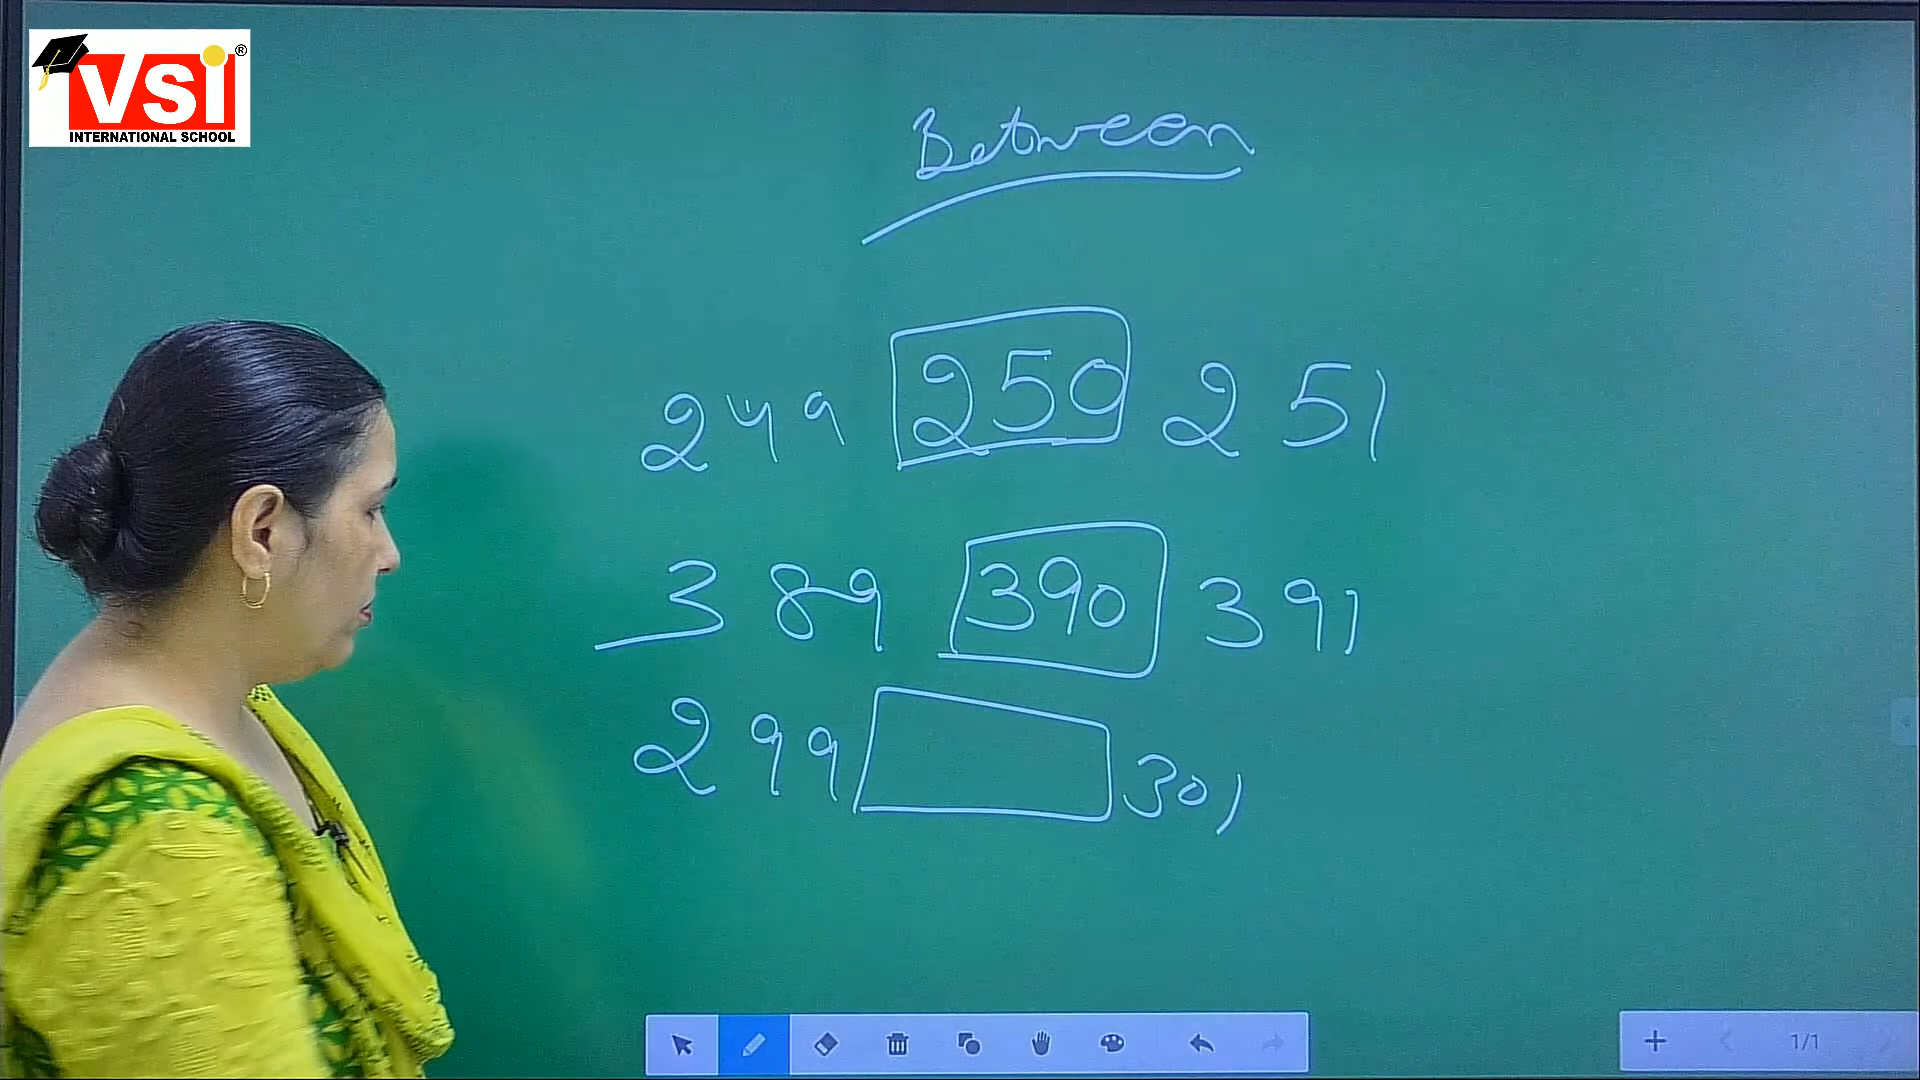 VSI ®
INTERNATIONAL SCHOOL
Between
249 250 251
389 390 391
299 301
1/1